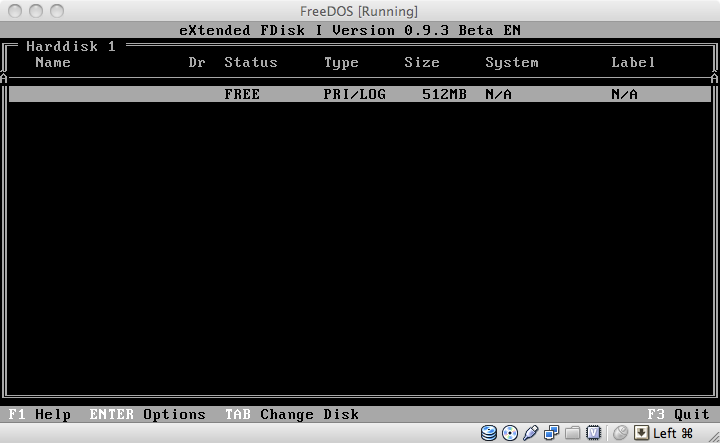 FreeDOS [Running]
eXtended FDisk I Version 0.9.3 Beta EN
Harddisk 1
Name Dr Status Type Size System Label
FREE PRI/LOG 512MB N/A N/A
F1 Help ENTER Options TAB Change Disk F3 Quit
Left ⌘